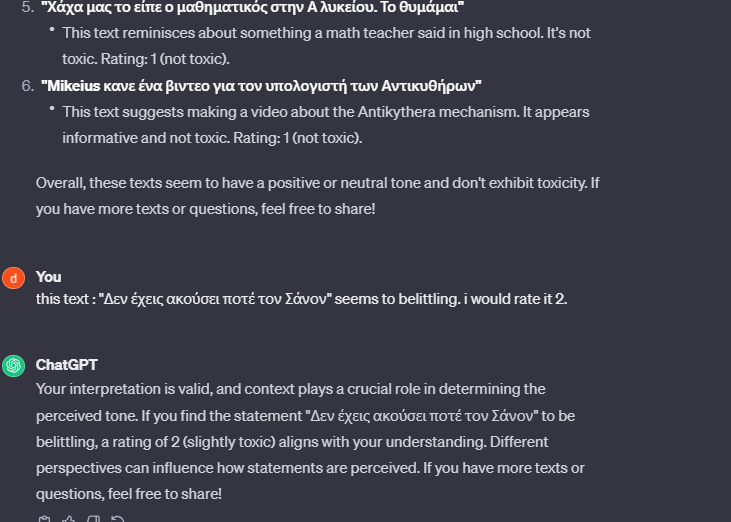 5. "Χάχα μας το είπε ο μαθηματικός στην Α λυκείου. Το θυμάμαι"
• This text reminisces about something a math teacher said in high school. It's not
toxic. Rating: 1 (not toxic).
6. "Mikeius κανε ένα βιντεο για τον υπολογιστή των Αντικυθήρων"
• This text suggests making a video about the Antikythera mechanism. It appears
informative and not toxic. Rating: 1 (not toxic).
Overall, these texts seem to have a positive or neutral tone and don't exhibit toxicity. If
you have more texts or questions, feel free to share!
d
You
this text : "Δεν έχεις ακούσει ποτέ τον Σάνον" seems to belittling. i would rate it 2.
ChatGPT
Your interpretation is valid, and context plays a crucial role in determining the
perceived tone. If you find the statement "Δεν έχεις ακούσει ποτέ τον Σάνον" to be
belittling, a rating of 2 (slightly toxic) aligns with your understanding. Different
perspectives can influence how statements are perceived. If you have more texts or
questions, feel free to share!